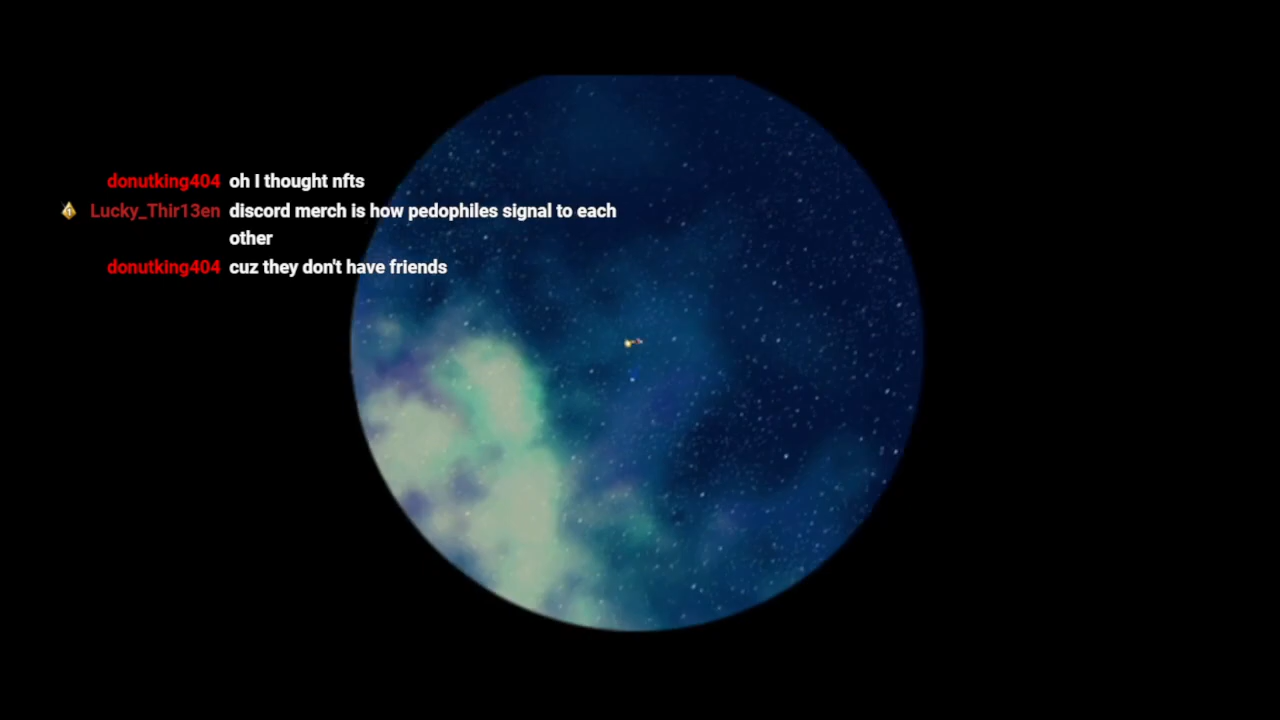 donutking404 oh I thought nfts
Lucky_Thir13en discord merch is how pedophiles signal to each
other
donutking404 cuz they don't have friends